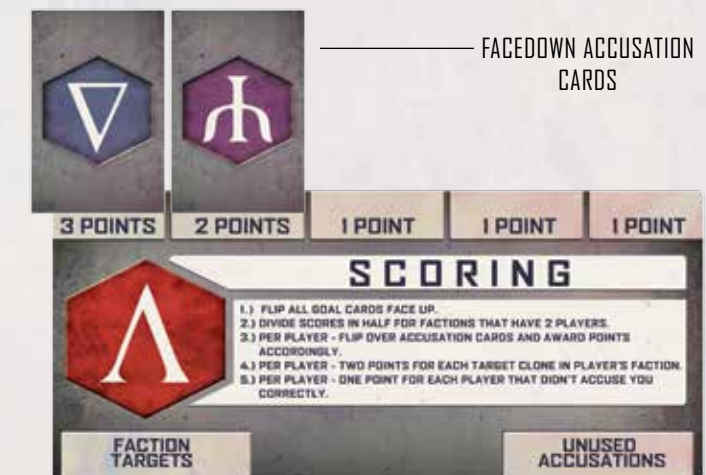 FACEDOWN ACCUSATION
CARDS
3 POINTS 2 POINTS 1 POINT 1 POINT 1 POINT
SCORING
1.) FLIP ALL GOAL CARDS FACE UP.
2.) DIVIDE SCORES IN HALF FOR FACTIONS THAT HAVE 2 PLAYERS.
3.) PER PLAYER - FLIP OVER ACCUSATION CARDS AND AWARD POINTS
ACCORDINGLY.
4.) PER PLAYER - TWO POINTS FOR EACH TARGET CLONE IN PLAYER'S FACTION.
5.) PER PLAYER - ONE POINT FOR EACH PLAYER THAT DIDN'T ACCUSE YOU
CORRECTLY.
FACTION
TARGETS
UNUSED
ACCUSATIONS